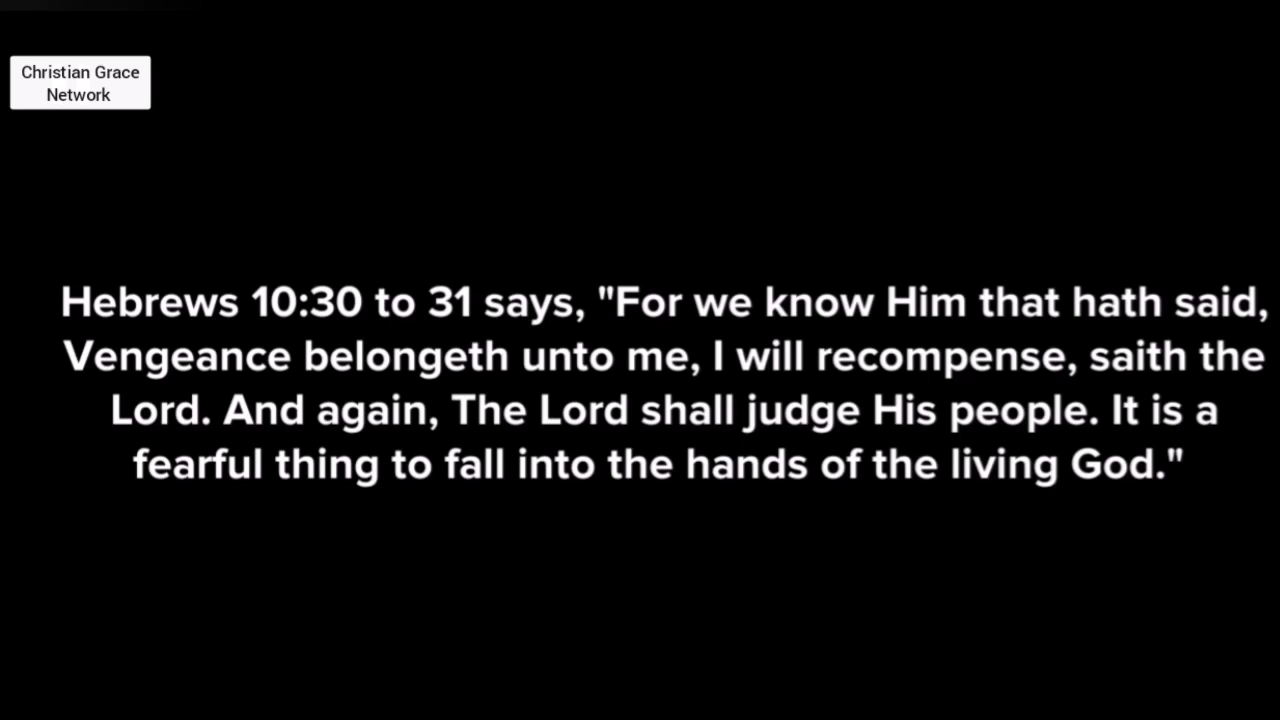 Christian Grace
Network
Hebrews 10:30 to 31 says, "For we know Him that hath said,
Vengeance belongeth unto me, I will recompense, saith the
Lord. And again, The Lord shall judge His people. It is a
fearful thing to fall into the hands of the living God."